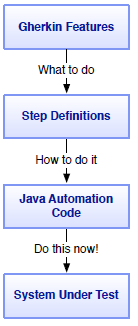 Gherkin Features
What to do
Step Definitions
How to do it
Java Automation
Code
Do this now!
System Under Test